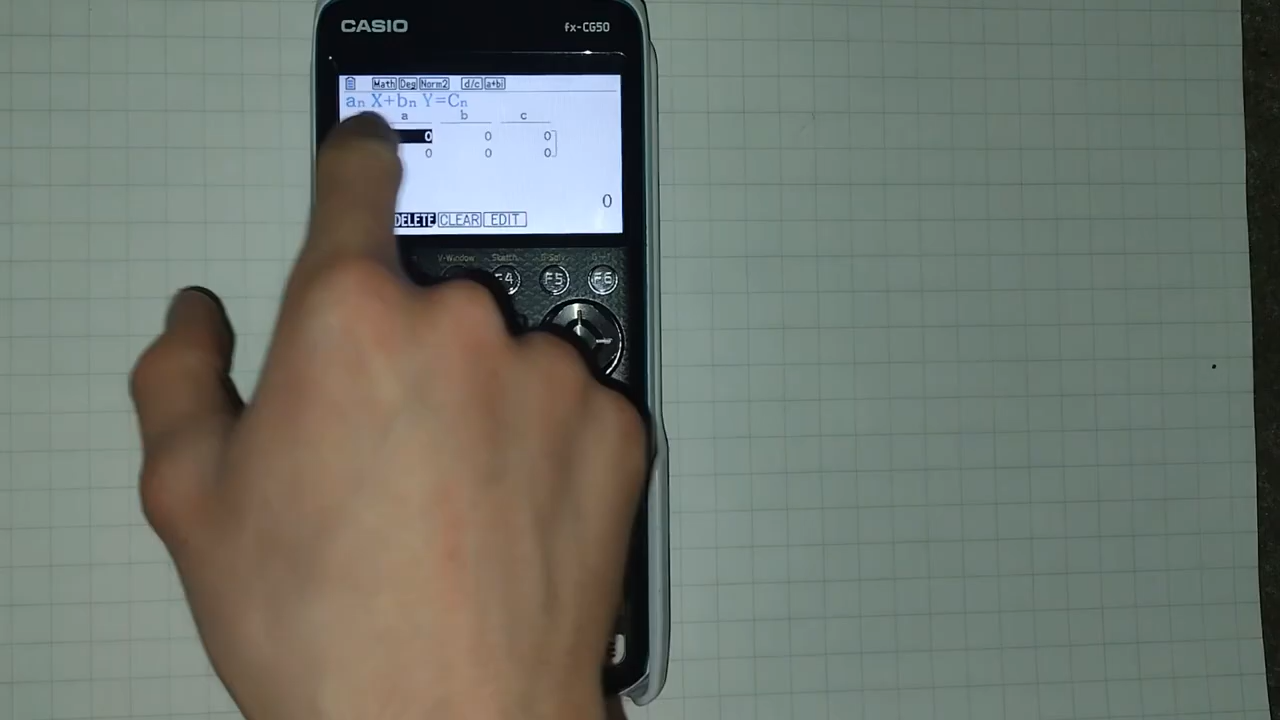 CASIO fx-CG50
Math Deg Norm2 d/c a+bi
aₙ X+bₙ Y=Cₙ
a b c
0 0 0
0 0 0
0
DELETE CLEAR EDIT
V-Window Sketch G-Solv
F4 F5 F6